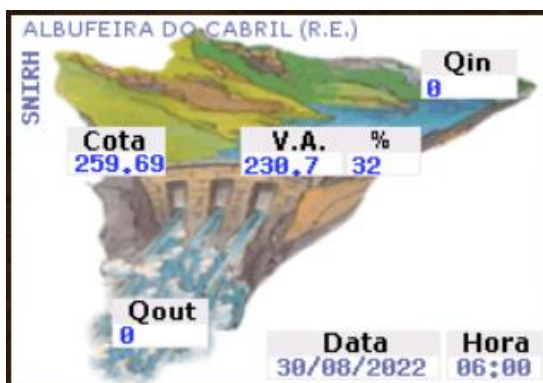 ALBUFEIRA DO CABRIL (R.E.)
SNIRH
Qin
0
Cota
259.69
V.A.
230.7
%
32
Qout
0
Data
30/08/2022
Hora
06:00